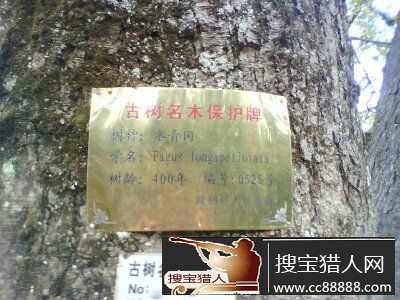 古树名木保护牌
树种：水青冈
学名：Fagus longipetiotata
树龄：400年 编号·0525号
古树
No:
搜宝猎人
搜宝猎人网
www.cc88888.com